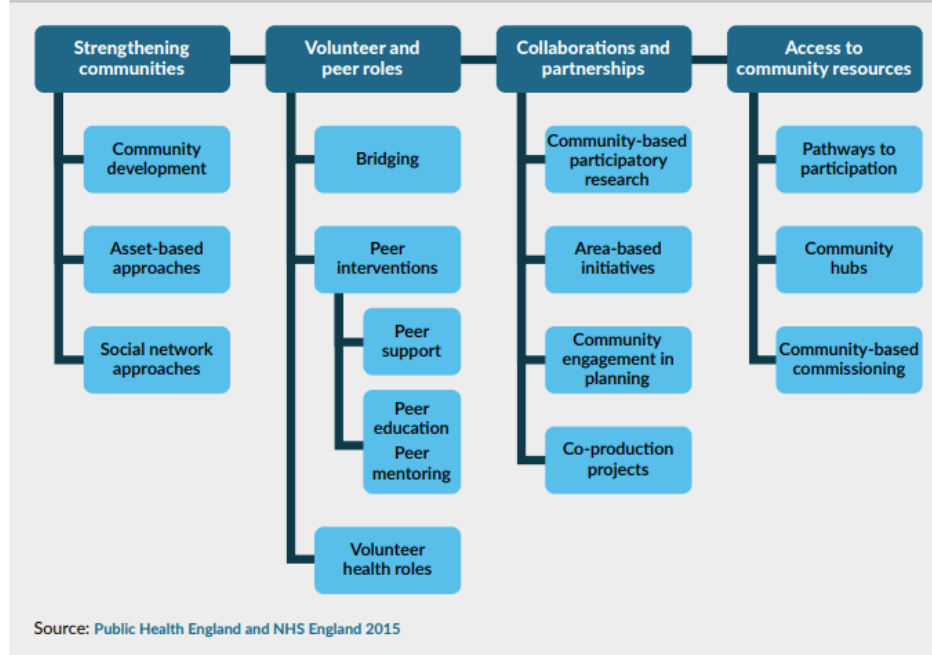 Strengthening
communities
Volunteer and
peer roles
Collaborations and
partnerships
Access to
community resources
Community
development
Asset-based
approaches
Social network
approaches
Bridging
Peer
interventions
Peer
support
Peer
education
Peer
mentoring
Volunteer
health roles
Community-based
participatory
research
Area-based
initiatives
Community
engagement in
planning
Co-production
projects
Pathways to
participation
Community
hubs
Community-based
commissioning
Source: Public Health England and NHS England 2015